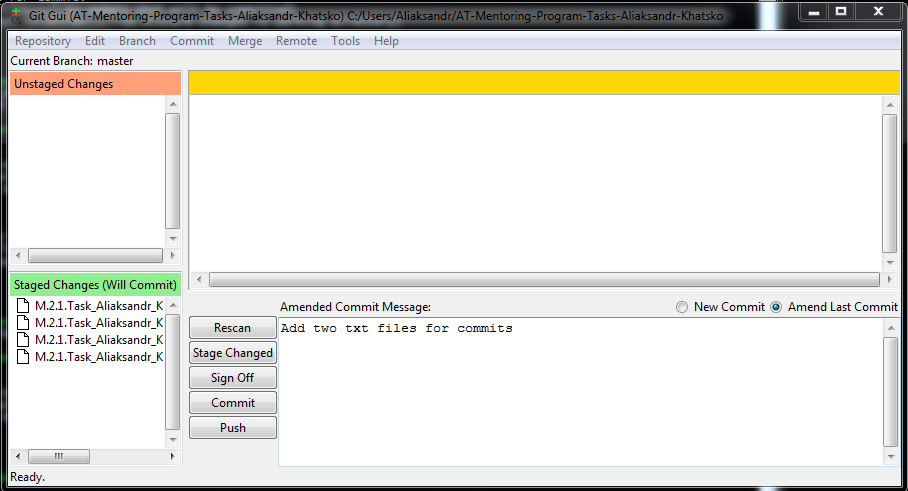 Git Gui (AT-Mentoring-Program-Tasks-Aliaksandr-Khatsko) C:/Users/Aliaksandr/AT-Mentoring-Program-Tasks-Aliaksandr-Khatsko
Repository Edit Branch Commit Merge Remote Tools Help
Current Branch: master
Unstaged Changes
Staged Changes (Will Commit)
M.2.1.Task_Aliaksandr_K
M.2.1.Task_Aliaksandr_K
M.2.1.Task_Aliaksandr_K
M.2.1.Task_Aliaksandr_K
Amended Commit Message:
New Commit
Amend Last Commit
Rescan
Stage Changed
Sign Off
Commit
Push
Add two txt files for commits
Ready.